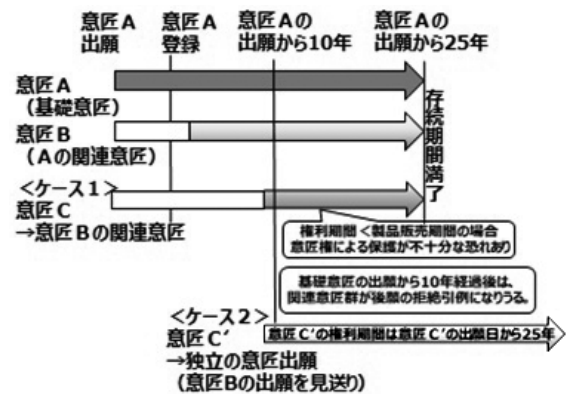 意匠A
出願
意匠A
登録
意匠Aの
出願から10年
意匠Aの
出願から25年
意匠A
(基礎意匠)
意匠B
(Aの関連意匠)
存続期間満了
<ケース1>
意匠C
→意匠Bの関連意匠
権利期間<製品販売期間の場合
意匠権による保護が不十分な恐れあり
基礎意匠の出願から10年経過後は、
関連意匠群が後願の拒絶引例になりうる。
<ケース2>
意匠C'
→独立の意匠出願
(意匠Bの出願を見送り)
意匠C'の権利期間は意匠C'の出願日から25年